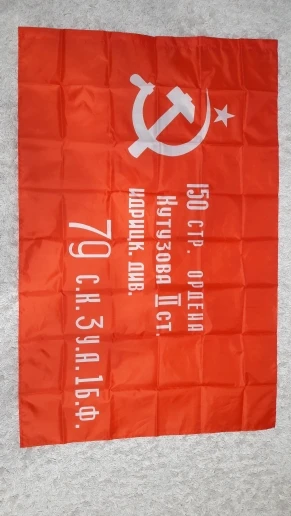 150 СТР. ОРДЕНА
КУТУЗОВА II СТ.
ИДРИЦК. ДИВ.
79 С.К. 3 У.А. 1 Б.Ф.